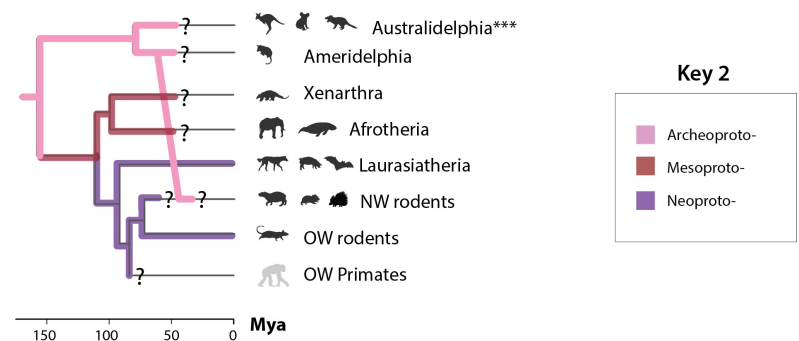 ? Australidelphia***
? Ameridelphia
? Xenarthra
? Afrotheria
Laurasiatheria
? ? NW rodents
OW rodents
? OW Primates
150 100 50 0 Mya
Key 2
Archeoproto-
Mesoproto-
Neoproto-